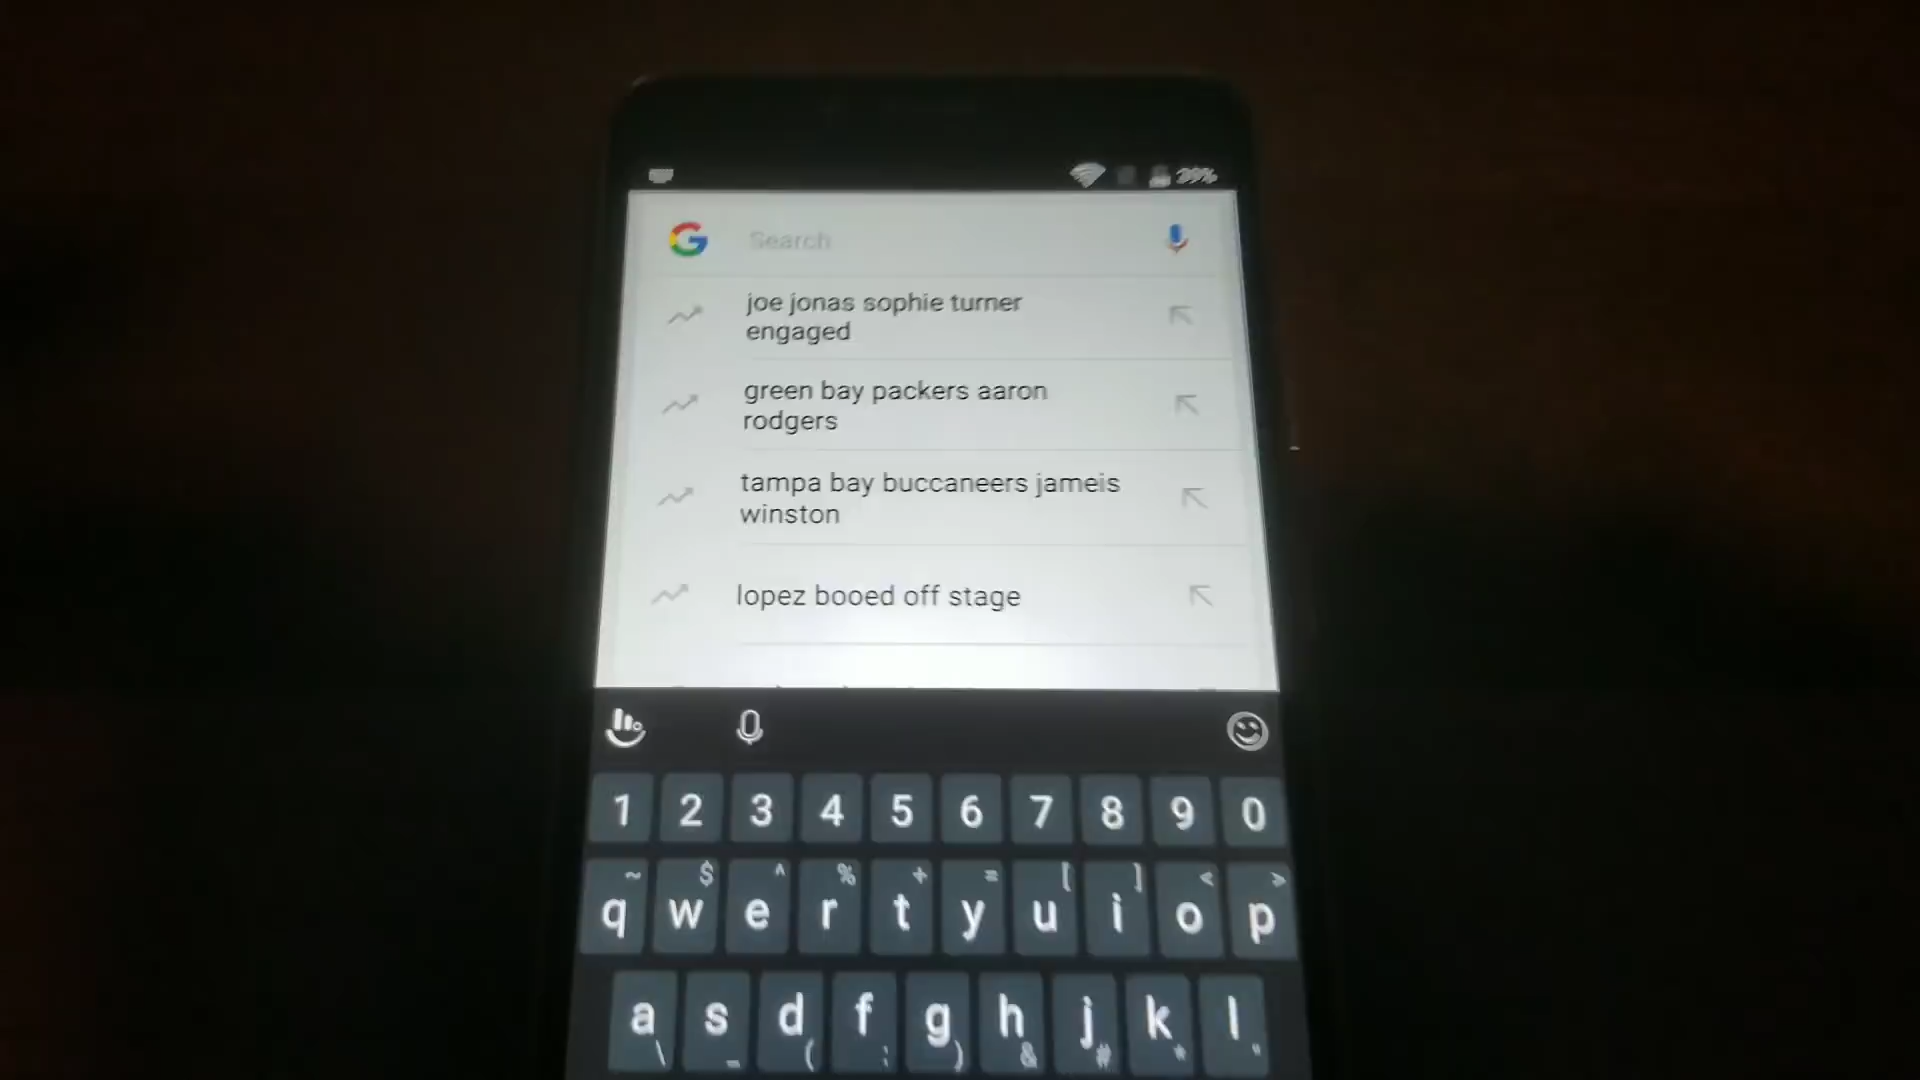 39%
Search
joe jonas sophie turner
engaged
green bay packers aaron
rodgers
tampa bay buccaneers jameis
winston
lopez booed off stage
1 2 3 4 5 6 7 8 9 0
~ $ ^ % + = [ ] < >
q w e r t y u i o p
a s d f g h j k l
\ _ ( : ) & # * "